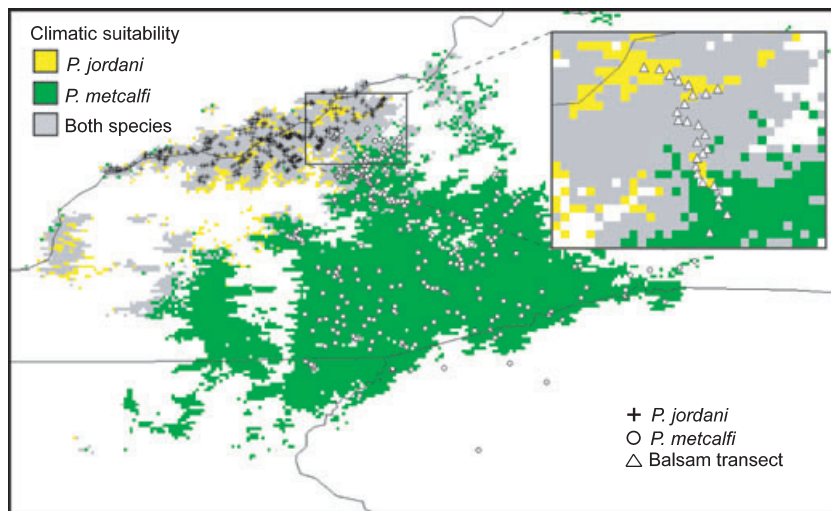 Climatic suitability
P. jordani
P. metcalfi
Both species
P. jordani
P. metcalfi
Balsam transect